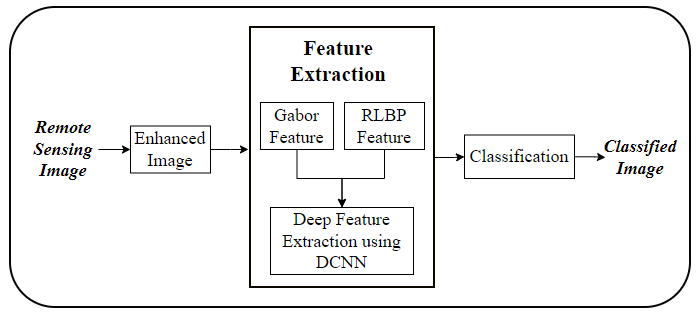 Remote
Sensing
Image
Enhanced
Image
Feature
Extraction
Gabor
Feature
RLBP
Feature
Deep Feature
Extraction using
DCNN
Classification
Classified
Image